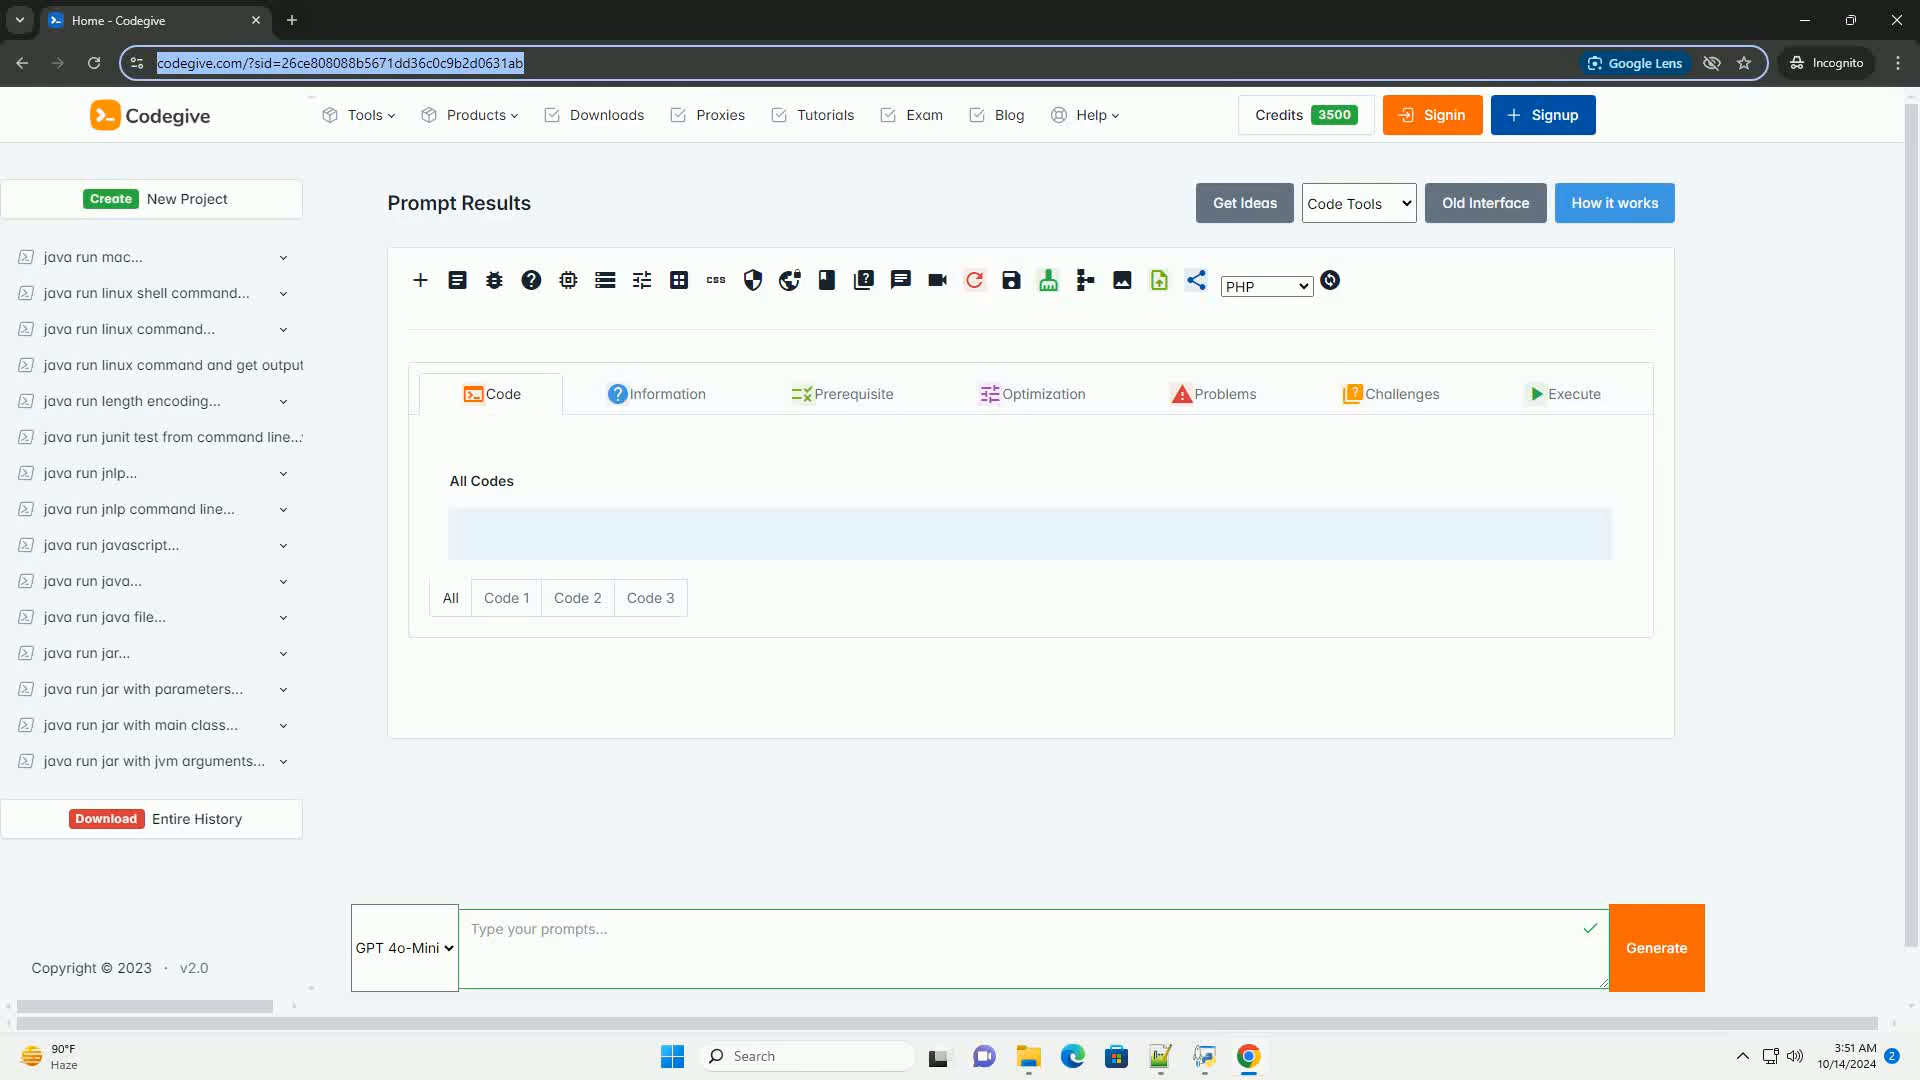 Home - Codegive
codegive.com/?sid=26ce808088b5671dd36c0c9b2d0631ab
Google Lens
Incognito
Codegive
Tools
Products
Downloads
Proxies
Tutorials
Exam
Blog
Help
Credits 3500
Signin
Signup
Create New Project
java run mac...
java run linux shell command...
java run linux command...
java run linux command and get output
java run length encoding...
java run junit test from command line...
java run jnlp...
java run jnlp command line...
java run javascript...
java run java...
java run java file...
java run jar...
java run jar with parameters...
java run jar with main class...
java run jar with jvm arguments...
Download Entire History
Copyright © 2023 · v2.0
Prompt Results
Get Ideas
Code Tools
Old Interface
How it works
css
PHP
Code
Information
Prerequisite
Optimization
Problems
Challenges
Execute
All Codes
All
Code 1
Code 2
Code 3
GPT 4o-Mini
Type your prompts...
Generate
90°F
Haze
Search
3:51 AM
10/14/2024
2